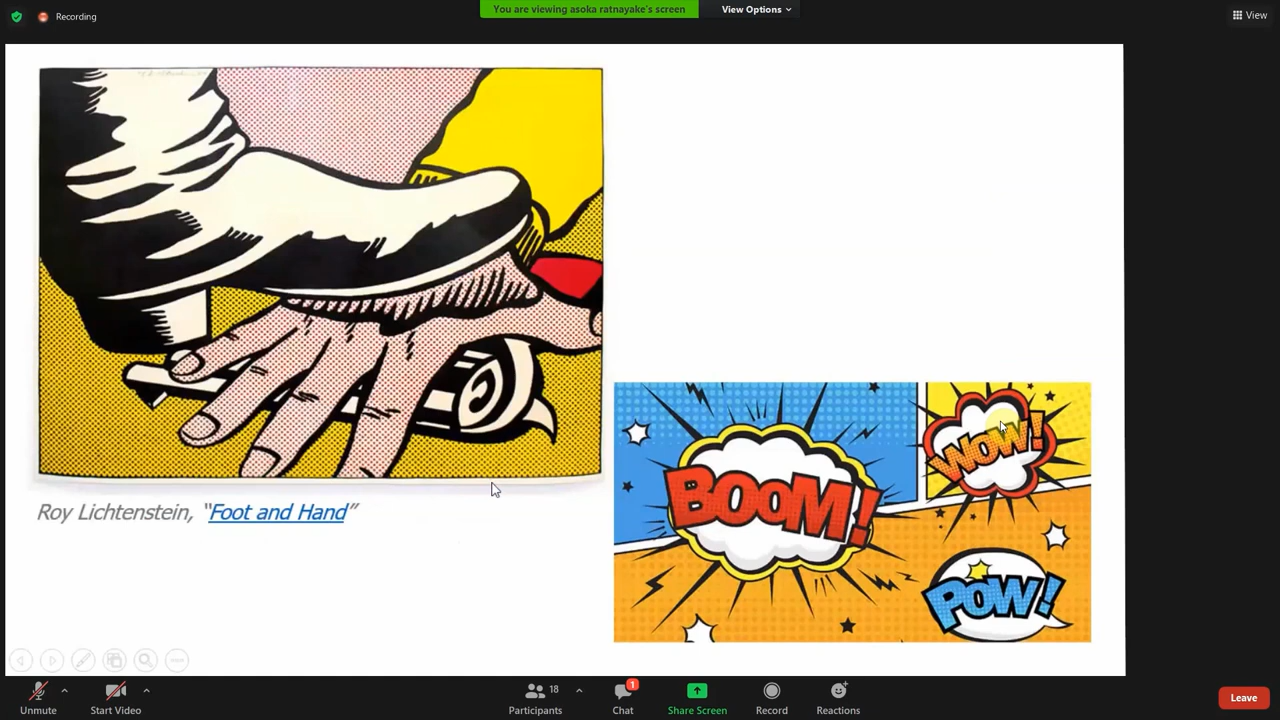 Recording
You are viewing asoka ratnayake's screen
View Options
View
Roy Lichtenstein, "Foot and Hand"
BOOM!
WOW!
POW!
Unmute
Start Video
18
Participants
1
Chat
Share Screen
Record
Reactions
Leave